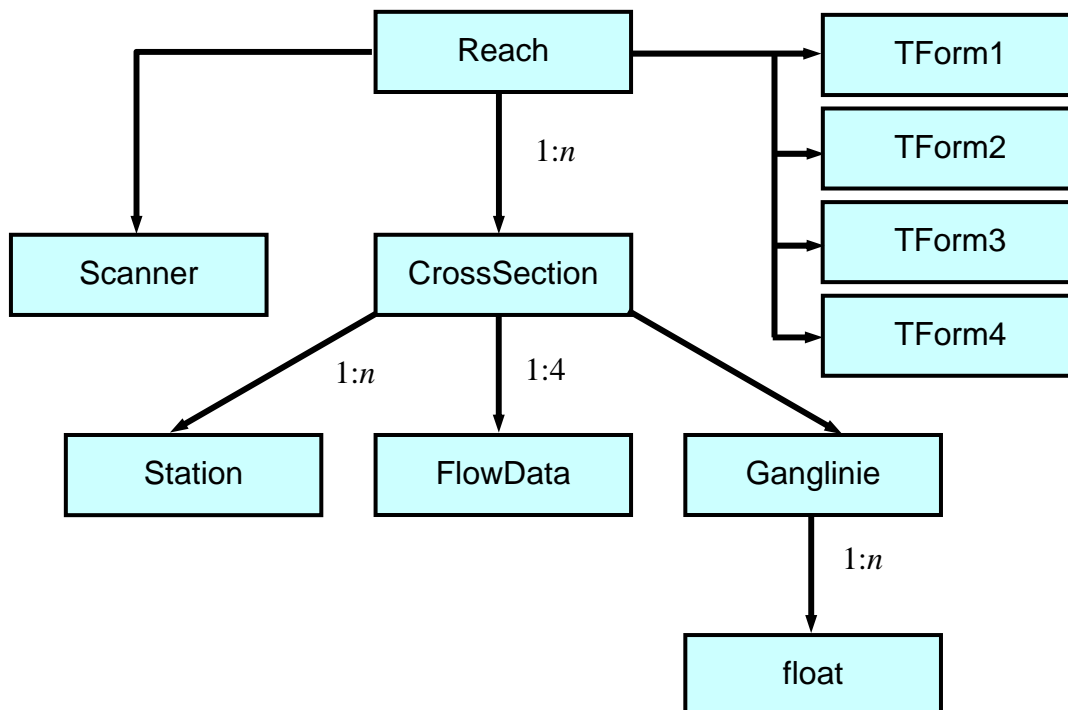 Reach
TForm1
TForm2
1:n
TForm3
Scanner
CrossSection
TForm4
1:n
1:4
Station
FlowData
Ganglinie
1:n
float